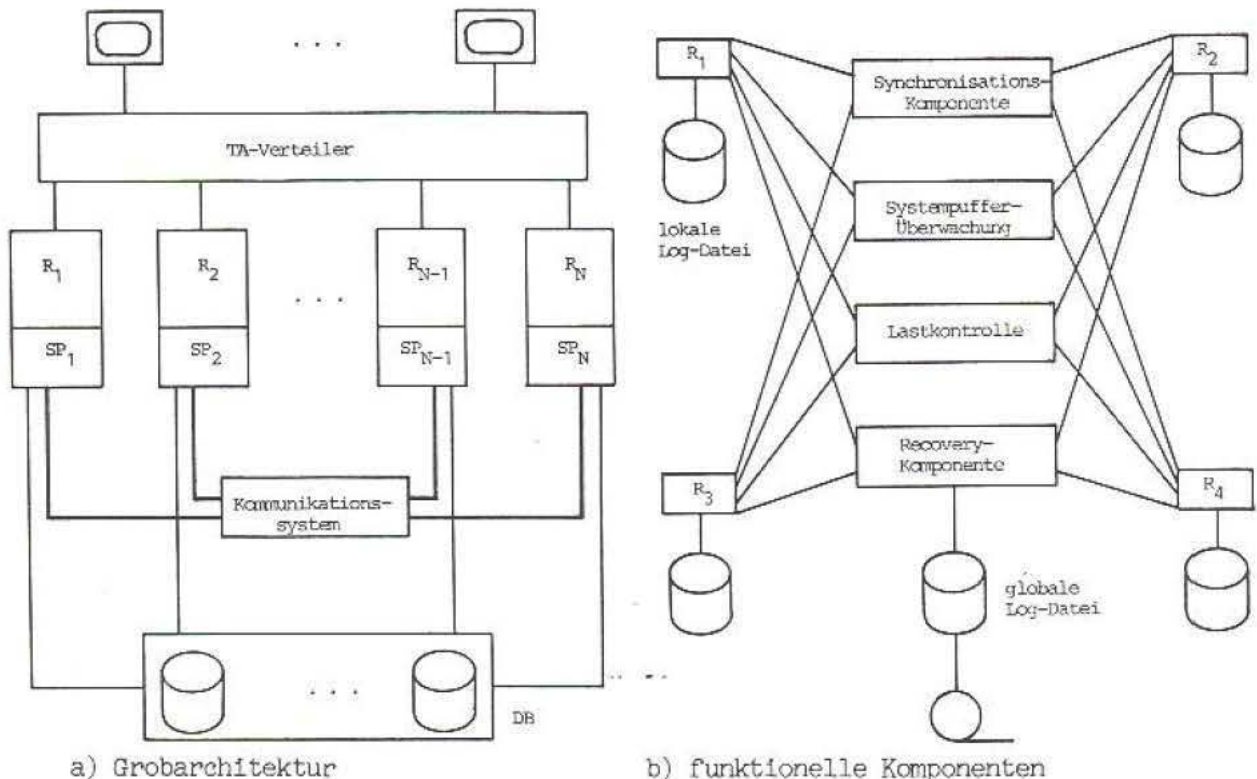 . . .
TA-Verteiler
R1
R2
. . .
RN-1
RN
SP1
SP2
SPN-1
SPN
Kommunikations-
system
. . .
DB
a) Grobarchitektur
R1
R2
Synchronisations-
Komponente
lokale
Log-Datei
Systempuffer-
Überwachung
Lastkontrolle
Recovery-
Komponente
R3
R4
globale
Log-Datei
b) funktionelle Komponenten